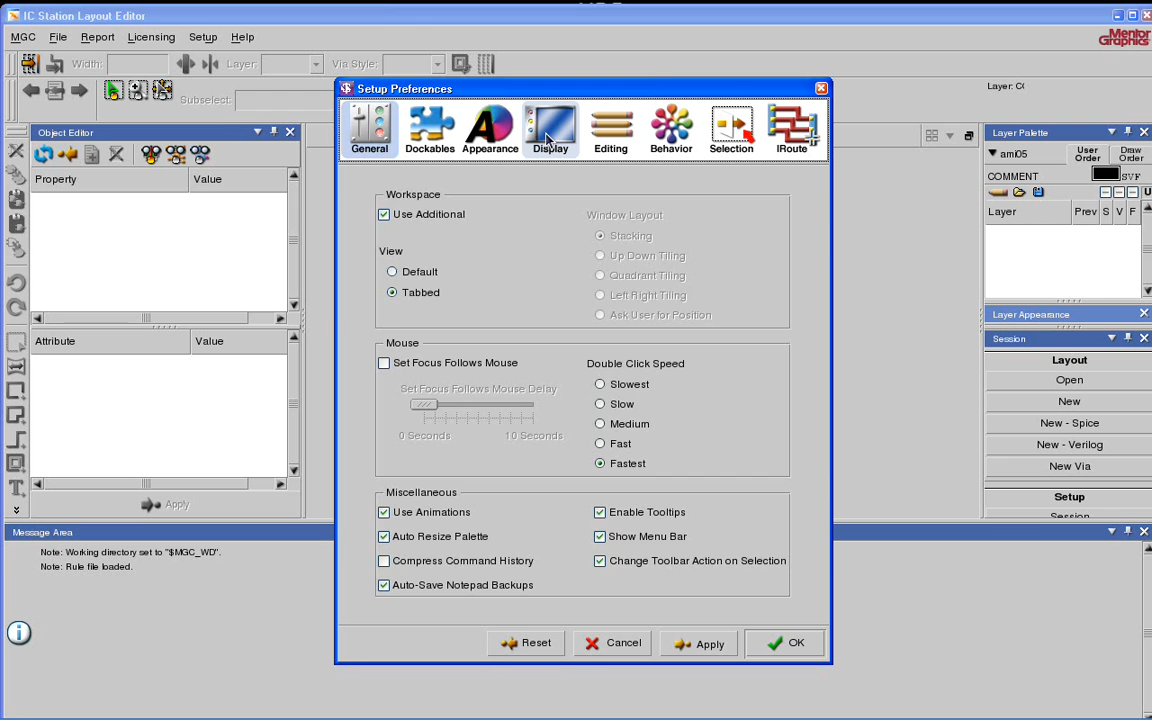 IC Station Layout Editor
MGC File Report Licensing Setup Help
Mentor
Graphics
Width: Layer: Via Style:
Subselect:
Layer: C(
Setup Preferences
General Dockables Appearance Display Editing Behavior Selection IRoute
Object Editor
Property Value
Attribute Value
Apply
Workspace
Use Additional
View
Default
Tabbed
Window Layout
Stacking
Up Down Tiling
Quadrant Tiling
Left Right Tiling
Ask User for Position
Mouse
Set Focus Follows Mouse
Set Focus Follows Mouse Delay
0 Seconds 10 Seconds
Double Click Speed
Slowest
Slow
Medium
Fast
Fastest
Miscellaneous
Use Animations
Auto Resize Palette
Compress Command History
Auto-Save Notepad Backups
Enable Tooltips
Show Menu Bar
Change Toolbar Action on Selection
Reset Cancel Apply OK
Layer Palette
ami05
User
Order
Draw
Order
COMMENT SVF
U
Layer Prev S V F
Layer Appearance
Session
Layout
Open
New
New - Spice
New - Verilog
New Via
Setup
Session
Message Area
Note: Working directory set to "$MGC_WD".
Note: Rule file loaded.